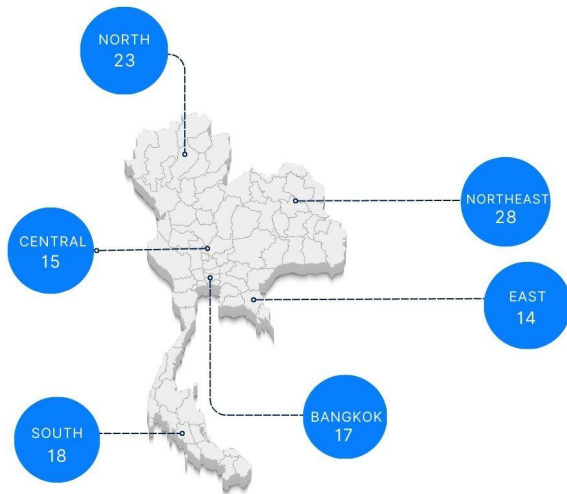 NORTH
23
NORTHEAST
28
CENTRAL
15
EAST
14
BANGKOK
17
SOUTH
18